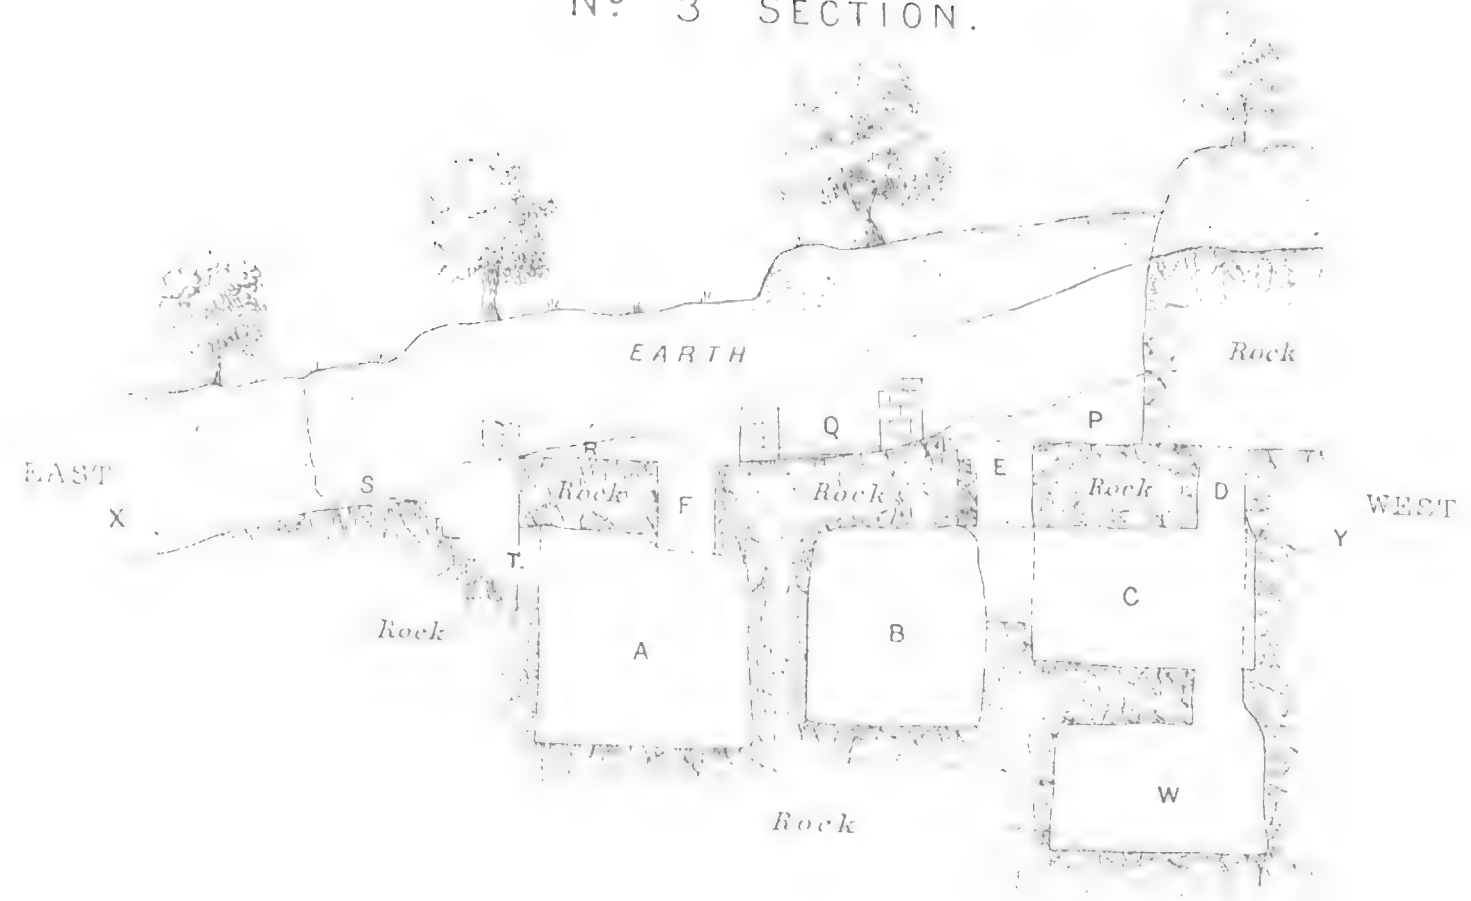 Nº 3 SECTION.
EARTH
Rock
P
Q
R
E
EAST
S
Rock
F
Rock
Rock
D
WEST
X
Y
T.
C
Rock
A
B
W
Rock